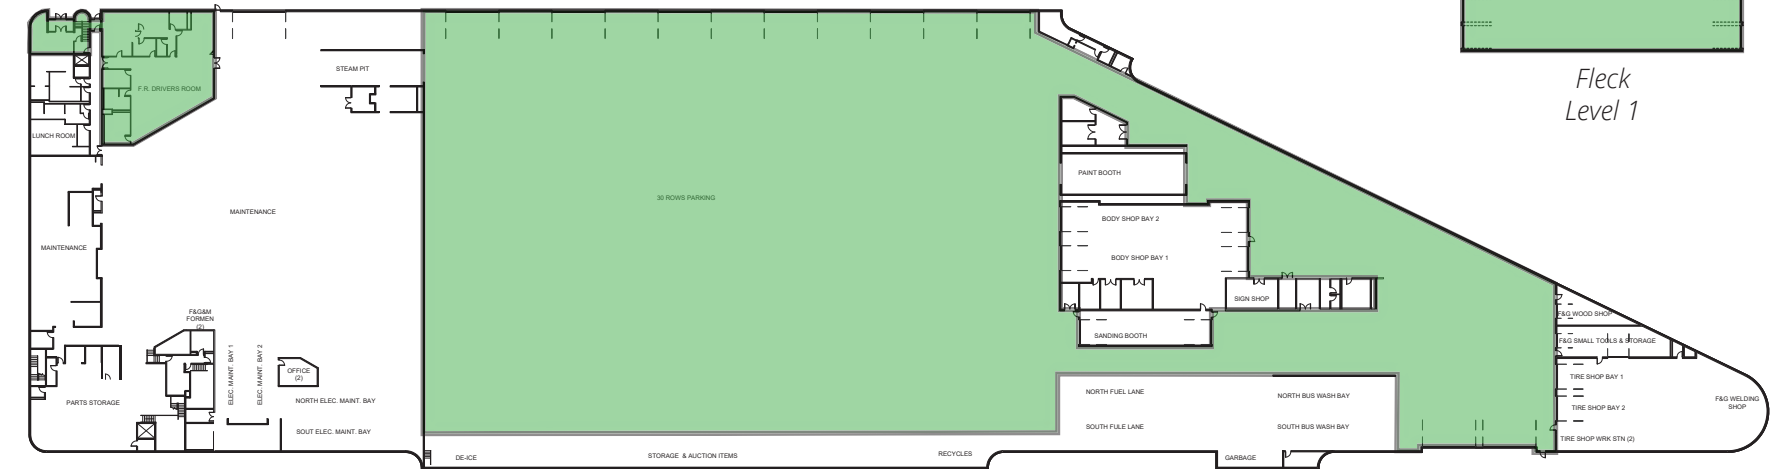 Fleck
Level 1
STEAM PIT
F.R. DRIVERS ROOM
LUNCH ROOM
PAINT BOOTH
30 ROWS PARKING
MAINTENANCE
BODY SHOP BAY 2
MAINTENANCE
BODY SHOP BAY 1
SIGN SHOP
F&G&M
FORMEN
(2)
F&G WOOD SHOP
SANDING BOOTH
F&G SMALL TOOLS & STORAGE
ELEC. MAINT. BAY 1
ELEC. MAINT. BAY 2
OFFICE
(2)
TIRE SHOP BAY 1
NORTH FUEL LANE
NORTH BUS WASH BAY
PARTS STORAGE
NORTH ELEC. MAINT. BAY
TIRE SHOP BAY 2
F&G WELDING
SHOP
SOUTH FULE LANE
SOUTH BUS WASH BAY
SOUT ELEC. MAINT. BAY
TIRE SHOP WRK STN (2)
DE-ICE
STORAGE & AUCTION ITEMS
RECYCLES
GARBAGE